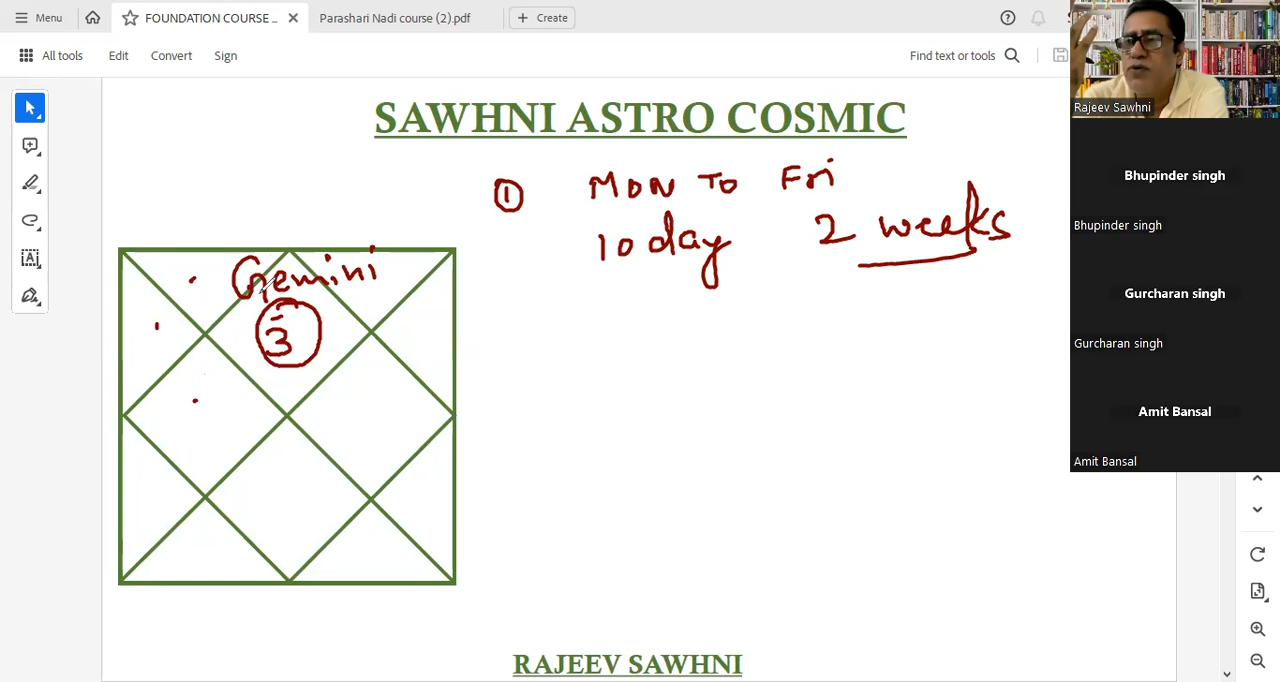 Menu
FOUNDATION COURSE ...
Parashari Nadi course (2).pdf
Create
All tools
Edit
Convert
Sign
Find text or tools
SAWHNI ASTRO COSMIC
1 MON TO Fri
10 day 2 weeks
Gemini
3
RAJEEV SAWHNI
Rajeev Sawhni
Bhupinder singh
Bhupinder singh
Gurcharan singh
Gurcharan singh
Amit Bansal
Amit Bansal